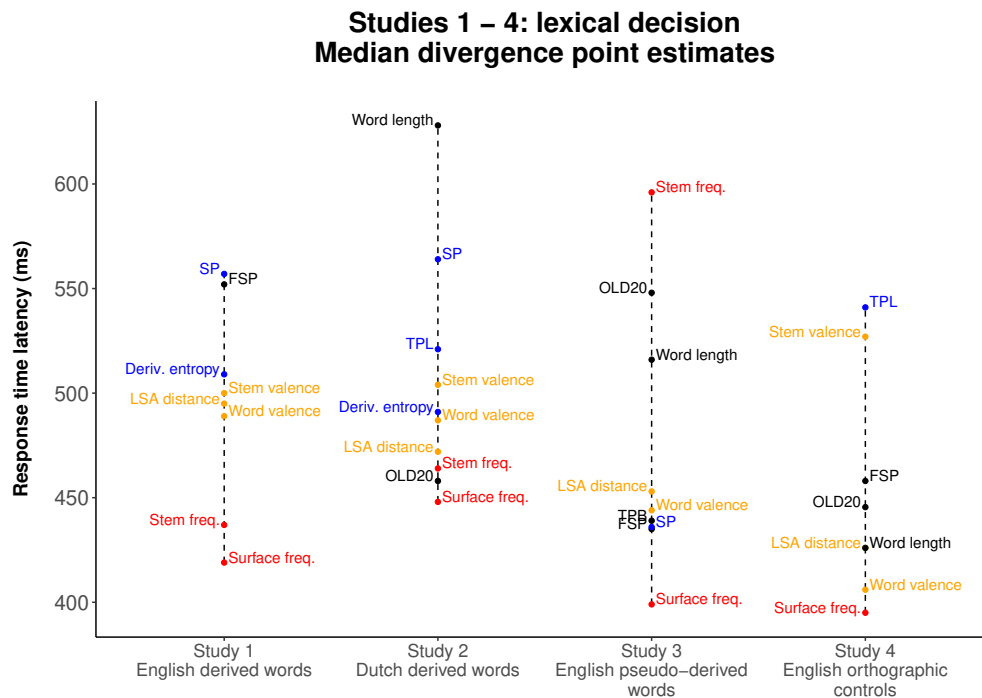 Studies 1 – 4: lexical decision
Median divergence point estimates
Response time latency (ms)
600
550
500
450
400
SP
FSP
Deriv. entropy
Stem valence
LSA distance
Word valence
Stem freq.
Surface freq.
Word length
SP
TPL
Stem valence
Deriv. entropy
Word valence
LSA distance
Stem freq.
OLD20
Surface freq.
Stem freq.
OLD20
Word length
LSA distance
Word valence
TPB
FSP
SP
Surface freq.
TPL
Stem valence
FSP
OLD20
LSA distance
Word length
Word valence
Surface freq.
Study 1
English derived words
Study 2
Dutch derived words
Study 3
English pseudo−derived
words
Study 4
English orthographic
controls